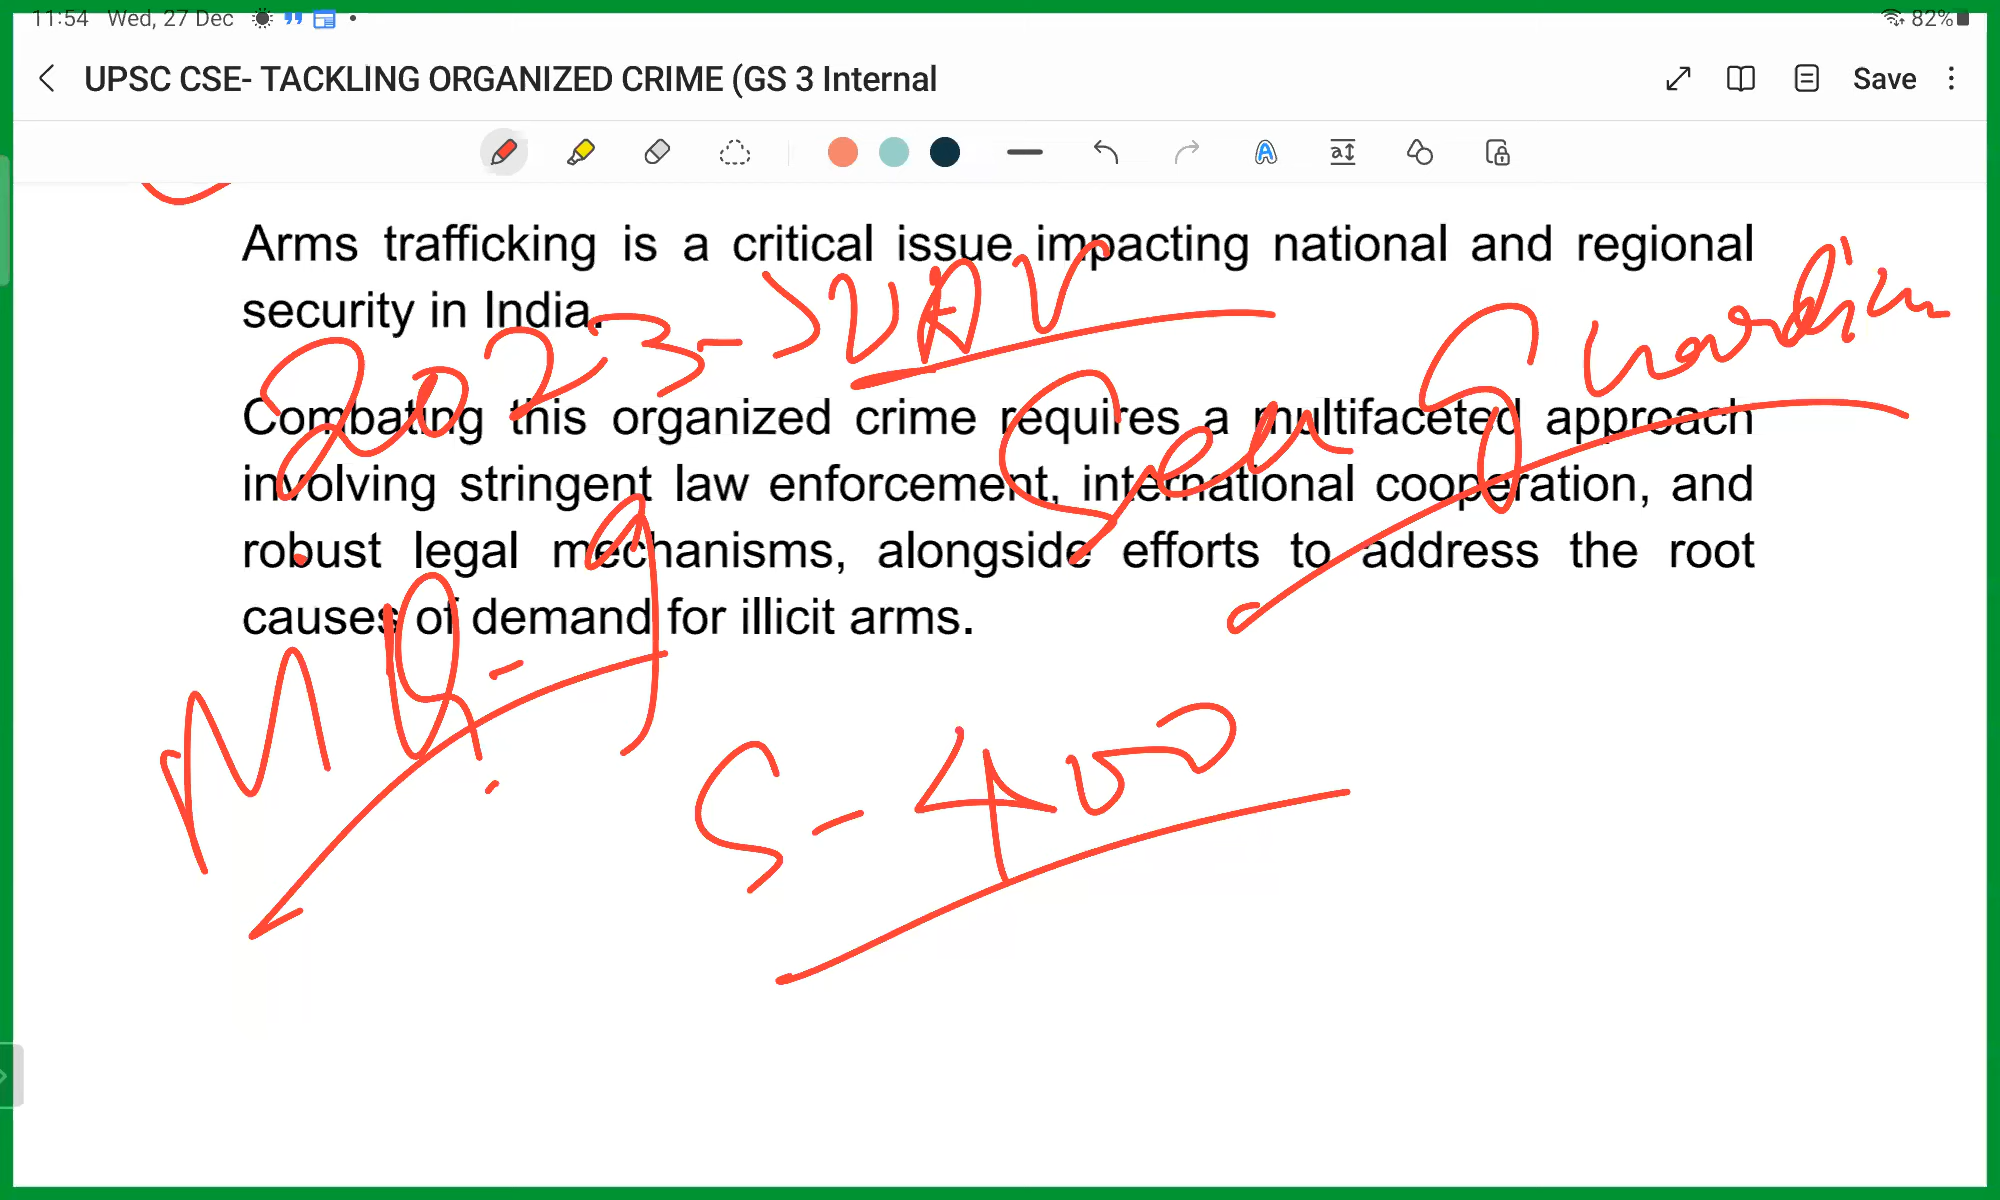 11:54 Wed, 27 Dec
82%
UPSC CSE- TACKLING ORGANIZED CRIME (GS 3 Internal
Save
Arms trafficking is a critical issue impacting national and regional
security in India.
2023-
UAV
Sea Guardian
Combating this organized crime requires a multifaceted approach
involving stringent law enforcement, international cooperation, and
robust legal mechanisms, alongside efforts to address the root
causes of demand for illicit arms.
MQ-9
S-400